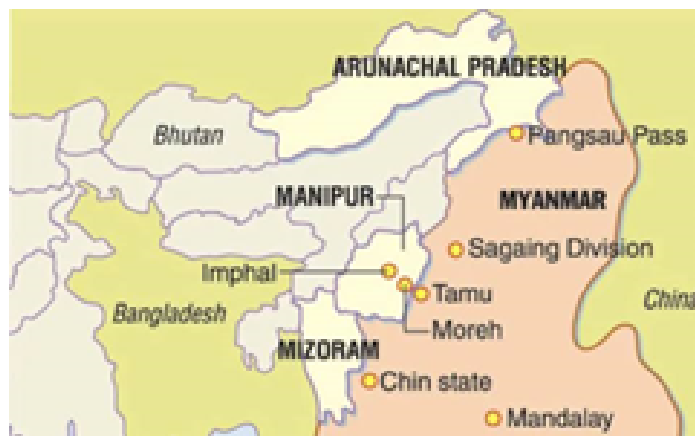 ARUNACHAL PRADESH
Bhutan
Pangsau Pass
MANIPUR
MYANMAR
Sagaing Division
Imphal
Tamu
China
Bangladesh
Moreh
MIZORAM
Chin state
Mandalay